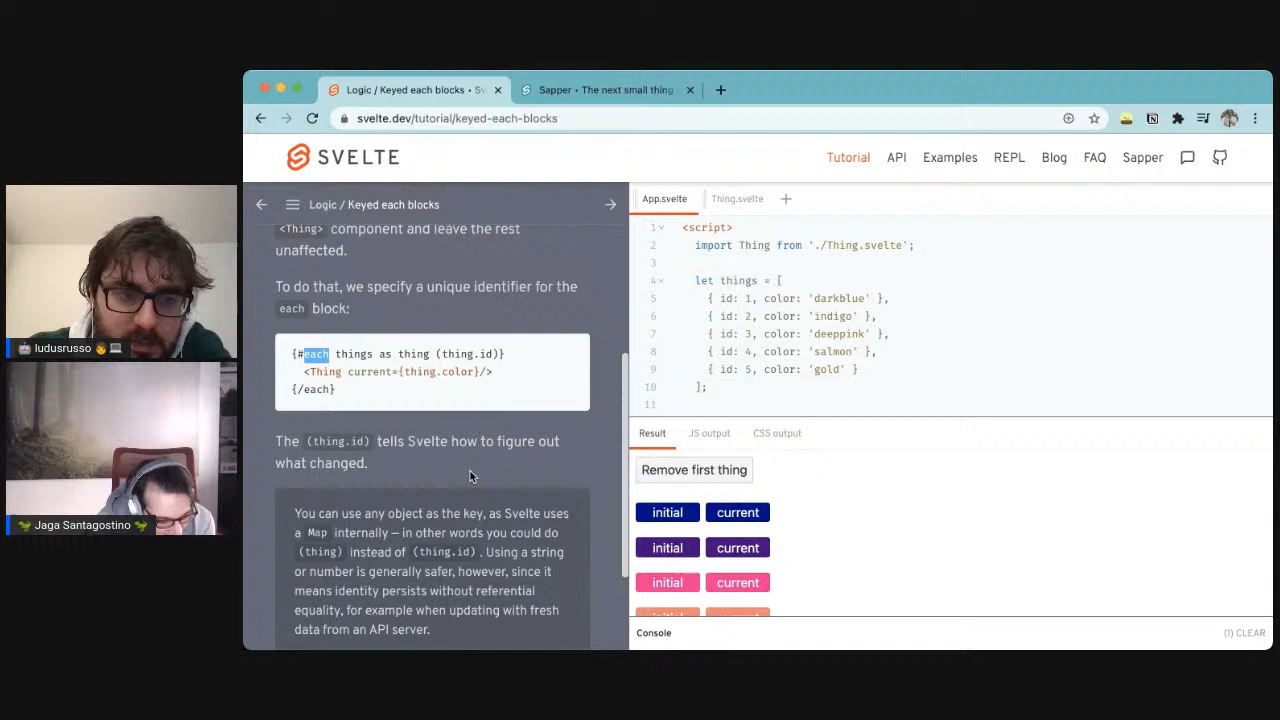 Logic / Keyed each blocks • Sv
Sapper • The next small thing
svelte.dev/tutorial/keyed-each-blocks
SVELTE
Tutorial API Examples REPL Blog FAQ Sapper
Logic / Keyed each blocks
<Thing> component and leave the rest
unaffected.
To do that, we specify a unique identifier for the
each block:
{#each things as thing (thing.id)}
<Thing current={thing.color}/>
{/each}
The (thing.id) tells Svelte how to figure out
what changed.
You can use any object as the key, as Svelte uses
a Map internally — in other words you could do
(thing) instead of (thing.id). Using a string
or number is generally safer, however, since it
means identity persists without referential
equality, for example when updating with fresh
data from an API server.
App.svelte Thing.svelte
1 <script>
2 import Thing from './Thing.svelte';
3
4 let things = [
5 { id: 1, color: 'darkblue' },
6 { id: 2, color: 'indigo' },
7 { id: 3, color: 'deeppink' },
8 { id: 4, color: 'salmon' },
9 { id: 5, color: 'gold' }
10 ];
11
Result JS output CSS output
Remove first thing
initial current
initial current
initial current
initial current
Console
(1) CLEAR
🤖 ludusrusso 👨💻
🦖 Jaga Santagostino 🦖